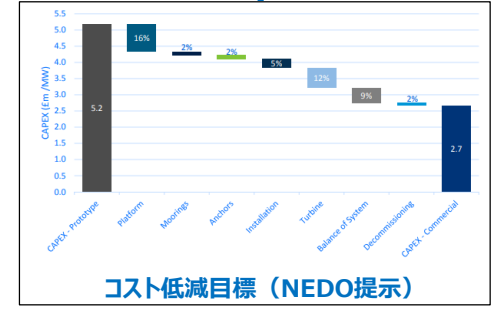 CAPEX (£m /MW)
5.5
5.0
4.5
4.0
3.5
3.0
2.5
2.0
1.5
1.0
0.5
0.0
5.2
16%
2%
2%
5%
12%
9%
2%
2.7
CAPEX - Prototype
Platform
Moorings
Anchors
Installation
Turbine
Balance of System
Decommissioning
CAPEX - Commercial
コスト低減目標（NEDO提示）